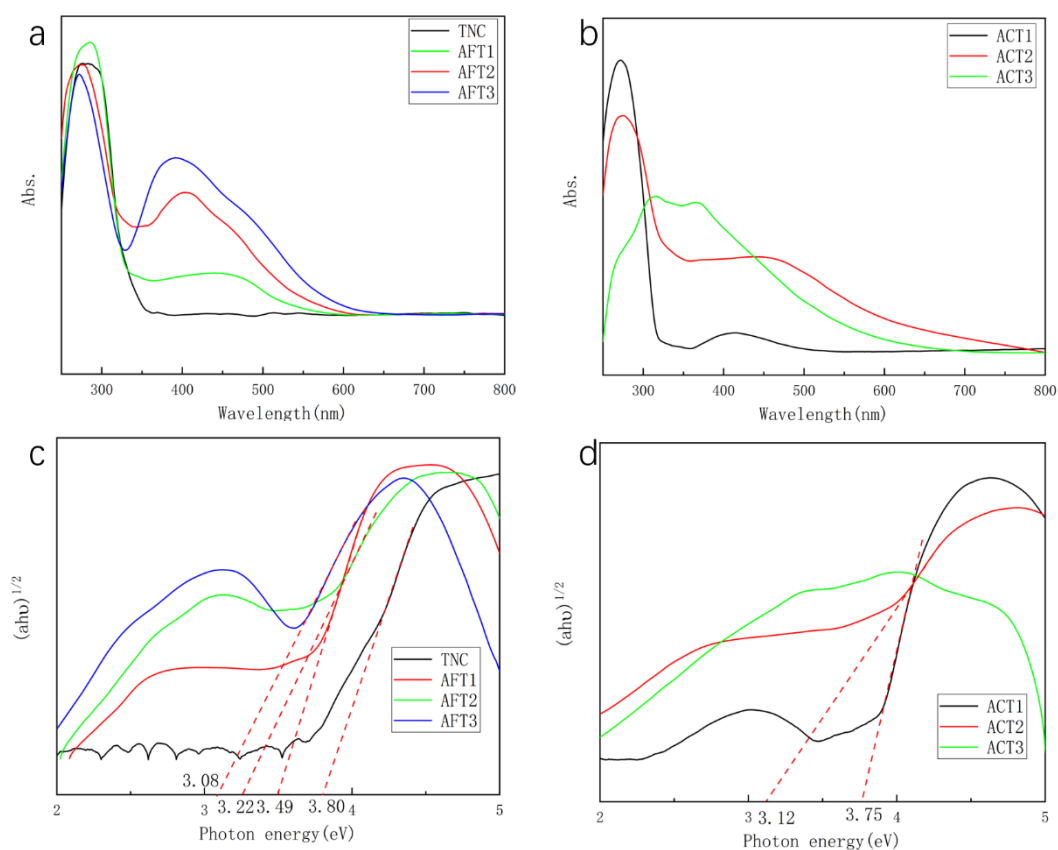 a
TNC
AFT1
AFT2
AFT3
Abs.
300 400 500 600 700 800
Wavelength(nm)
b
ACT1
ACT2
ACT3
Abs.
300 400 500 600 700 800
Wavelength(nm)
c
(ahυ)1/2
TNC
AFT1
AFT2
AFT3
3.08
2 3 4 5
3.22 3.49 3.80
Photon energy(eV)
d
(ahυ)1/2
ACT1
ACT2
ACT3
2 3 4 5
3.12 3.75
Photon energy(eV)